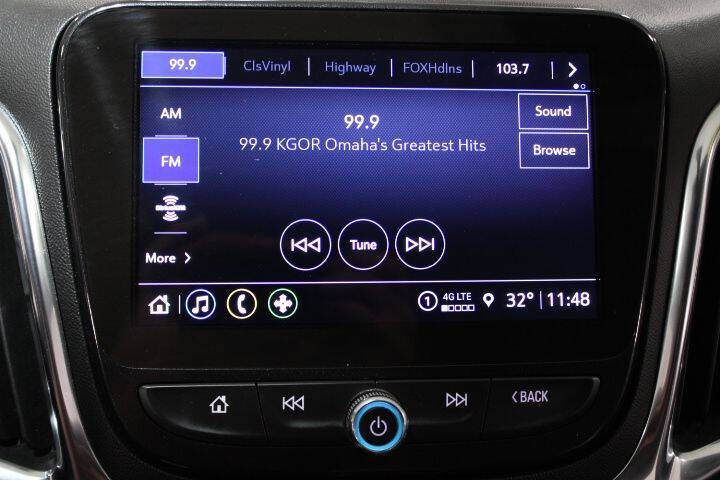 99.9 ClsVinyl Highway FOXHdlns 103.7
AM
FM
SiriusXM
More
99.9
99.9 KGOR Omaha's Greatest Hits
Sound
Browse
Tune
1 4G LTE 32° 11:48
BACK